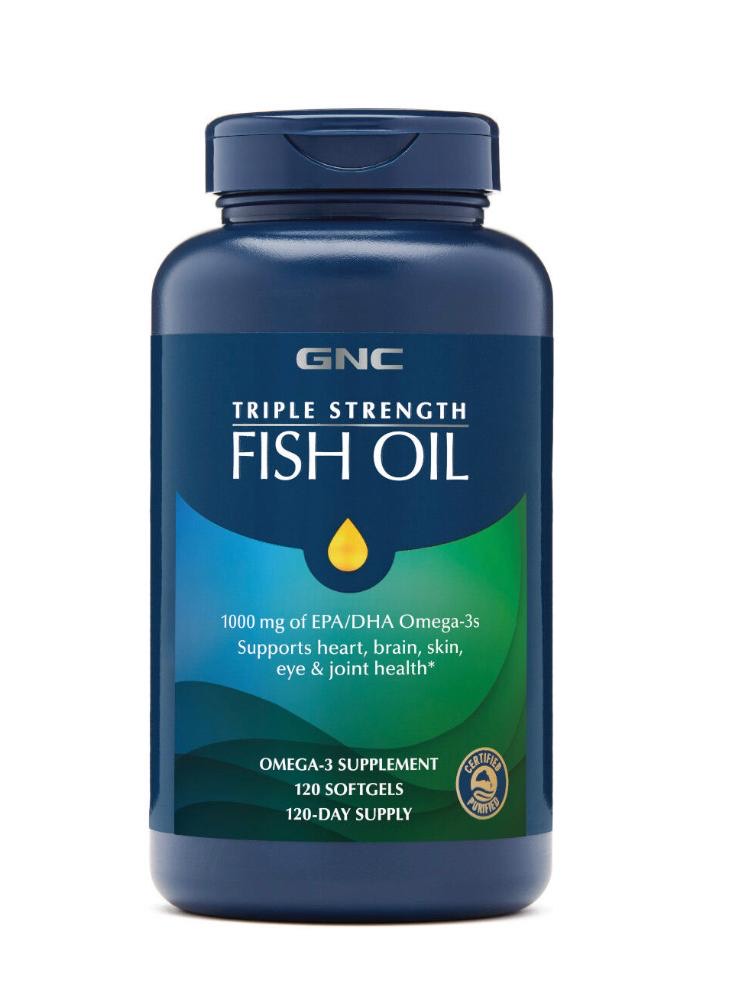 GNC
TRIPLE STRENGTH
FISH OIL
1000 mg of EPA/DHA Omega-3s
Supports heart, brain, skin,
eye & joint health*
OMEGA-3 SUPPLEMENT
120 SOFTGELS
120-DAY SUPPLY
CERTIFIED
PURIFIED